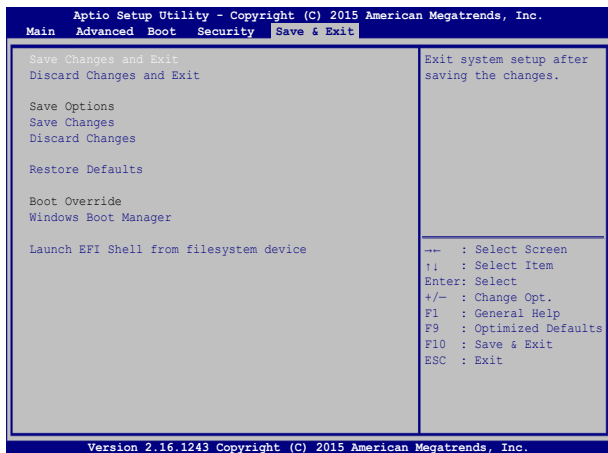 Aptio Setup Utility - Copyright (C) 2015 American Megatrends, Inc.
Main Advanced Boot Security Save & Exit
Save Changes and Exit
Discard Changes and Exit
Save Options
Save Changes
Discard Changes
Restore Defaults
Boot Override
Windows Boot Manager
Launch EFI Shell from filesystem device
Exit system setup after
saving the changes.
→← : Select Screen
↑↓ : Select Item
Enter: Select
+/— : Change Opt.
F1 : General Help
F9 : Optimized Defaults
F10 : Save & Exit
ESC : Exit
Version 2.16.1243 Copyright (C) 2015 American Megatrends, Inc.